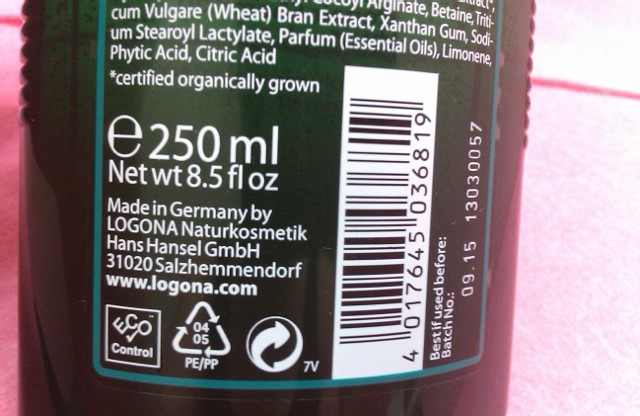 Cocoyl Arginate, Betaine, Triti-
cum Vulgare (Wheat) Bran Extract, Xanthan Gum, Sodi-
um Stearoyl Lactylate, Parfum (Essential Oils), Limonene,
Phytic Acid, Citric Acid
*certified organically grown
℮ 250 ml
Net wt 8.5 fl oz
Made in Germany by
LOGONA Naturkosmetik
Hans Hansel GmbH
31020 Salzhemmendorf
www.logona.com
ECO
Control
04
05
PE/PP
7V
4 017645 036819
Best if used before:
Batch No.:
09.15 13030057